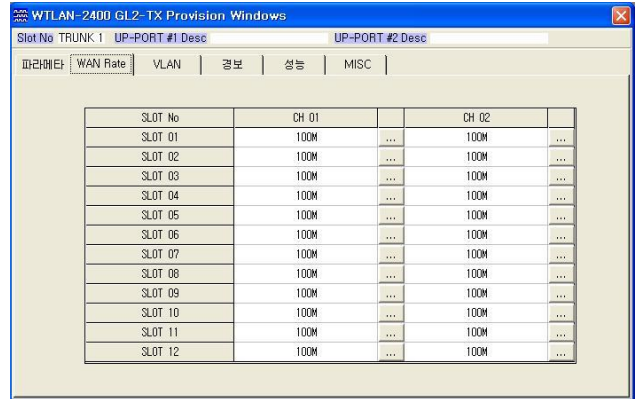 WTLAN-2400 GL2-TX Provision Windows
Slot No TRUNK 1 UP-PORT #1 Desc UP-PORT #2 Desc
파라메타 WAN Rate VLAN 경보 성능 MISC
SLOT No CH 01 CH 02
SLOT 01 100M ... 100M ...
SLOT 02 100M ... 100M ...
SLOT 03 100M ... 100M ...
SLOT 04 100M ... 100M ...
SLOT 05 100M ... 100M ...
SLOT 06 100M ... 100M ...
SLOT 07 100M ... 100M ...
SLOT 08 100M ... 100M ...
SLOT 09 100M ... 100M ...
SLOT 10 100M ... 100M ...
SLOT 11 100M ... 100M ...
SLOT 12 100M ... 100M ...